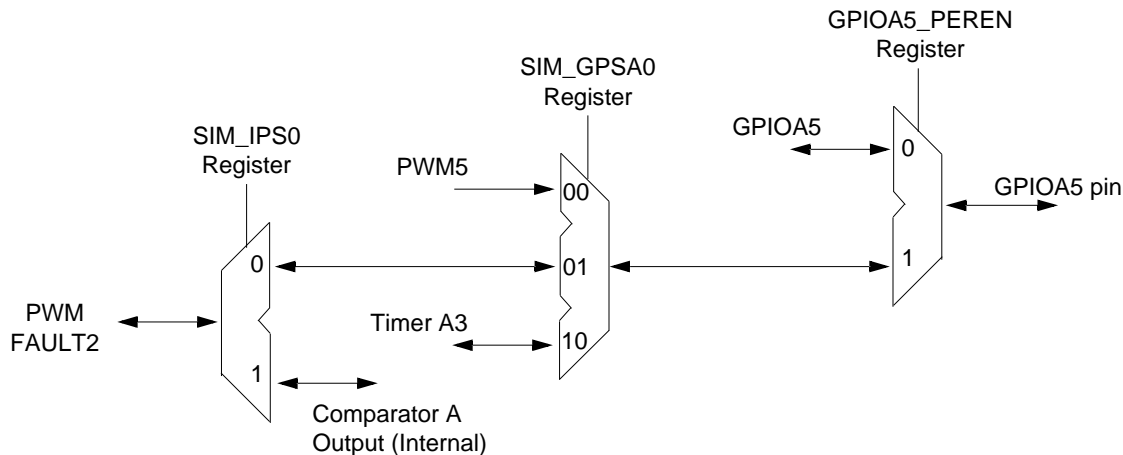 GPIOA5_PEREN
Register
SIM_GPSA0
Register
SIM_IPS0
Register
GPIOA5
0
PWM5
00
GPIOA5 pin
0
01
1
PWM
FAULT2
Timer A3
10
1
Comparator A
Output (Internal)